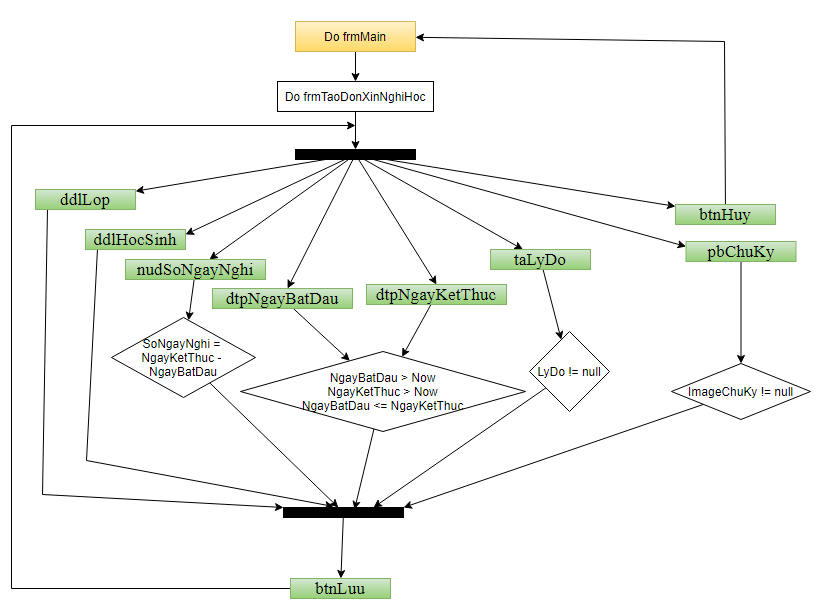 Do frmMain
Do frmTaoDonXinNghiHoc
ddlLop
btnHuy
ddlHocSinh
pbChuKy
nudSoNgayNghi
taLyDo
dtpNgayBatDau
dtpNgayKetThuc
SoNgayNghi =
NgayKetThuc -
NgayBatDau
NgayBatDau > Now
NgayKetThuc > Now
NgayBatDau <= NgayKetThuc
LyDo != null
ImageChuKy != null
btnLuu